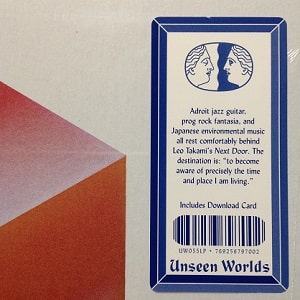 Adroit jazz guitar,
prog rock fantasia, and
Japanese environmental music
all rest comfortably behind
Leo Takami's Next Door. The
destination is: "to become
aware of precisely the time
and place I am living."
Includes Download Card
UW055LP • 769256797002
Unseen Worlds